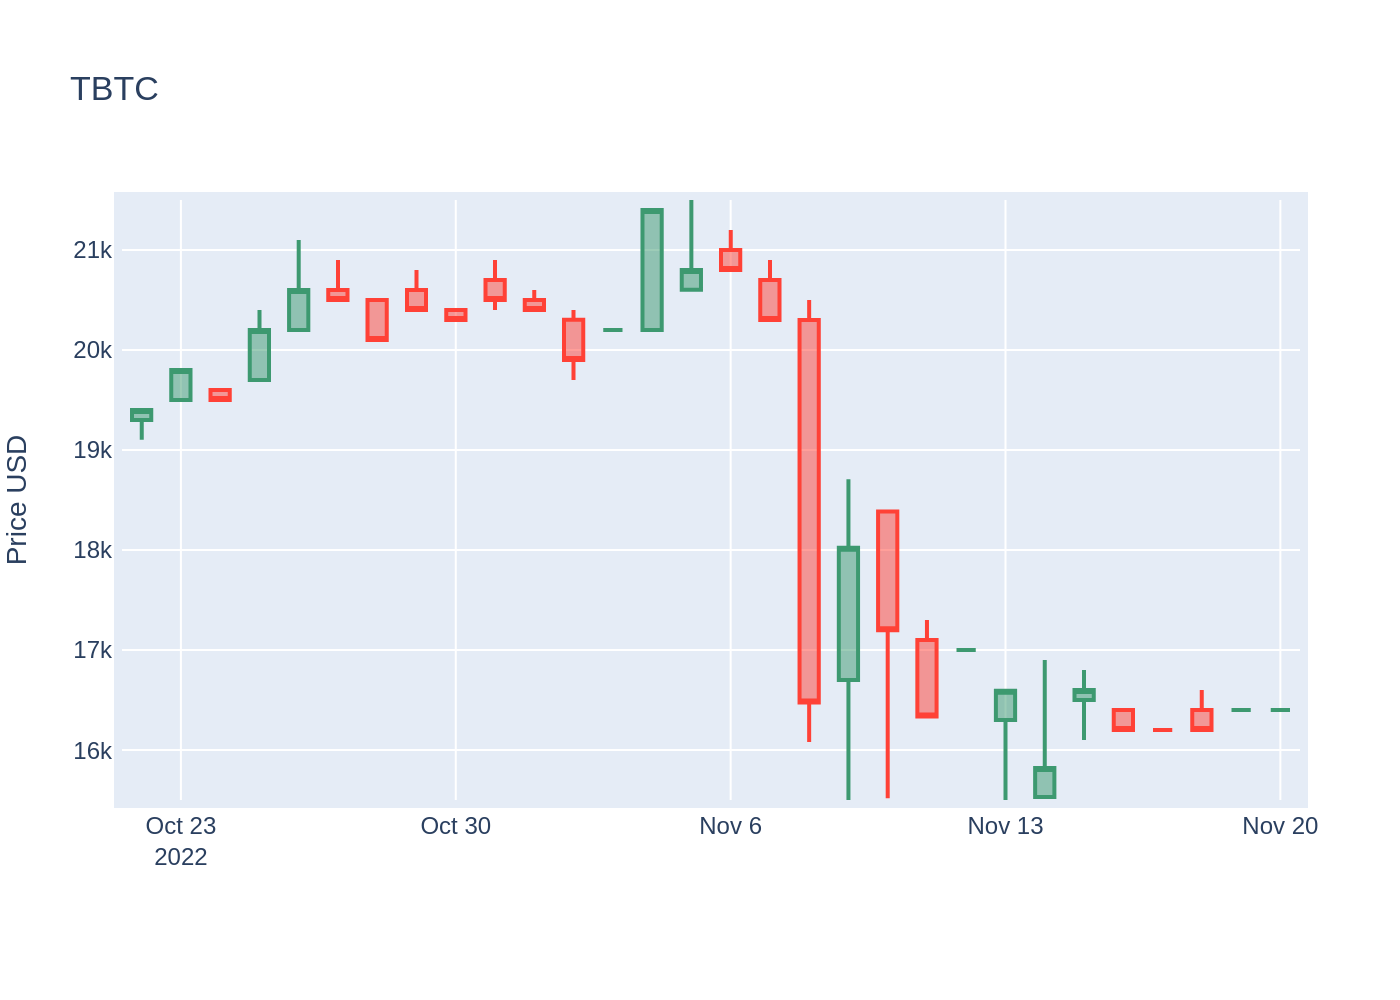 TBTC
Price USD
21k
20k
19k
18k
17k
16k
Oct 23
2022
Oct 30
Nov 6
Nov 13
Nov 20